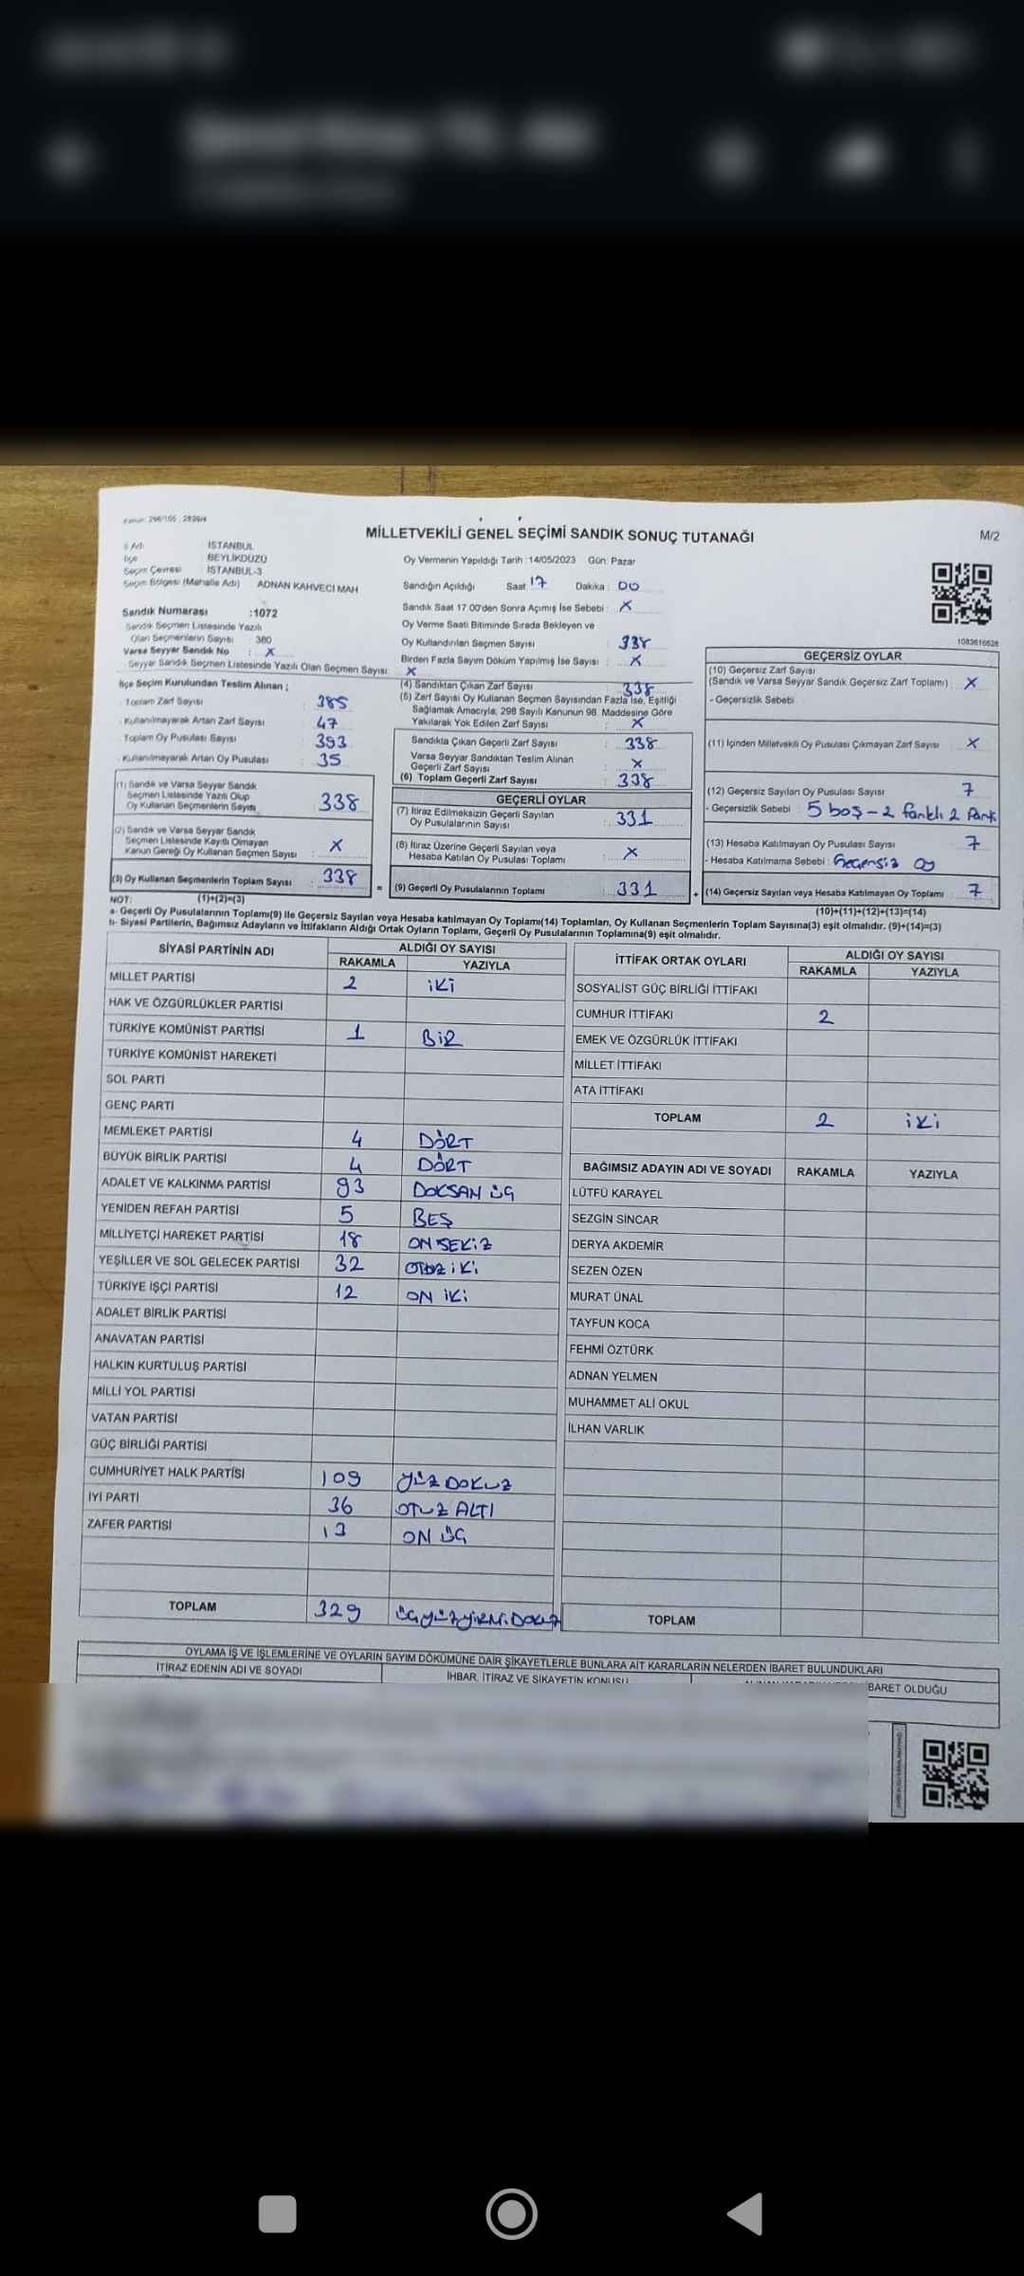 MİLLETVEKİLİ GENEL SEÇİMİ SANDIK SONUÇ TUTANAĞI
M/2
İSTANBUL
BEYLİKDÜZÜ
Seçim Çevresi : İSTANBUL-3
Seçim Bölgesi (Mahalle Adı) ADNAN KAHVECİ MAH
Sandık Numarası :1072
Sandık Seçmen Listesinde Yazılı
Olan Seçmenlerin Sayısı : 380
Varsa Seyyar Sandık No : X
Seyyar Sandık Seçmen Listesinde Yazılı Olan Seçmen Sayısı : X
Oy Vermenin Yapıldığı Tarih :14/05/2023 Gün: Pazar
Sandığın Açıldığı Saat 17 Dakika : 00
Sandık Saat 17.00'den Sonra Açımış İse Sebebi : X
Oy Verme Saati Bitiminde Sırada Bekleyen ve
Oy Kullandırılan Seçmen Sayısı : 338
Birden Fazla Sayım Döküm Yapılmış İse Sayısı : X
1083616628
İlçe Seçim Kurulundan Teslim Alınan ;
Toplam Zarf Sayısı : 385
Kullanılmayarak Artan Zarf Sayısı : 47
Toplam Oy Pusulası Sayısı : 393
Kullanılmayarak Artan Oy Pusulası : 35
(1) Sandık ve Varsa Seyyar Sandık
Seçmen Listesinde Yazılı Olup
Oy Kullanan Seçmenlerin Sayısı 338
(2) Sandık ve Varsa Seyyar Sandık
Seçmen Listesinde Kayıtlı Olmayan
Kanun Gereği Oy Kullanan Seçmen Sayısı : X
(3) Oy Kullanan Seçmenlerin Toplam Sayısı : 338
(1)+(2)=(3)
(4) Sandıktan Çıkan Zarf Sayısı : 338
(5) Zarf Sayısı Oy Kullanan Seçmen Sayısından Fazla İse, Eşitliği
Sağlamak Amacıyla, 298 Sayılı Kanunun 98. Maddesine Göre
Yakılarak Yok Edilen Zarf Sayısı : X
Sandıkta Çıkan Geçerli Zarf Sayısı : 338
Varsa Seyyar Sandıktan Teslim Alınan
Geçerli Zarf Sayısı : X
(6) Toplam Geçerli Zarf Sayısı : 338
GEÇERLİ OYLAR
(7) İtiraz Edilmeksizin Geçerli Sayılan
Oy Pusulalarının Sayısı : 331
(8) İtiraz Üzerine Geçerli Sayılan veya
Hesaba Katılan Oy Pusulası Toplamı : X
= (9) Geçerli Oy Pusulalarının Toplamı 331
GEÇERSİZ OYLAR
(10) Geçersiz Zarf Sayısı
(Sandık ve Varsa Seyyar Sandık Geçersiz Zarf Toplamı) : X
- Geçersizlik Sebebi
(11) İçinden Milletvekili Oy Pusulası Çıkmayan Zarf Sayısı : X
(12) Geçersiz Sayılan Oy Pusulası Sayısı 7
- Geçersizlik Sebebi : 5 boş - 2 farklı 2 Parti
(13) Hesaba Katılmayan Oy Pusulası Sayısı 7
- Hesaba Katılmama Sebebi : Geçersiz oy
+ (14) Geçersiz Sayılan veya Hesaba Katılmayan Oy Toplamı : 7
(10)+(11)+(12)+(13)=(14)
NOT:
a- Geçerli Oy Pusulalarının Toplamı(9) ile Geçersiz Sayılan veya Hesaba katılmayan Oy Toplamı(14) Toplamları, Oy Kullanan Seçmenlerin Toplam Sayısına(3) eşit olmalıdır. (9)+(14)=(3)
b- Siyasi Partilerin, Bağımsız Adayların ve İttifakların Aldığı Ortak Oyların Toplamı, Geçerli Oy Pusulalarının Toplamına(9) eşit olmalıdır.
SİYASİ PARTİNİN ADI
ALDIĞI OY SAYISI
RAKAMLA YAZIYLA
MİLLET PARTİSİ 2 İKİ
HAK VE ÖZGÜRLÜKLER PARTİSİ
TÜRKİYE KOMÜNİST PARTİSİ 1 BİR
TÜRKİYE KOMÜNİST HAREKETİ
SOL PARTİ
GENÇ PARTİ
MEMLEKET PARTİSİ 4 DÖRT
BÜYÜK BİRLİK PARTİSİ 4 DÖRT
ADALET VE KALKINMA PARTİSİ 93 DOKSAN ÜÇ
YENİDEN REFAH PARTİSİ 5 BEŞ
MİLLİYETÇİ HAREKET PARTİSİ 18 ON SEKİZ
YEŞİLLER VE SOL GELECEK PARTİSİ 32 OTUZ İKİ
TÜRKİYE İŞÇİ PARTİSİ 12 ON İKİ
ADALET BİRLİK PARTİSİ
ANAVATAN PARTİSİ
HALKIN KURTULUŞ PARTİSİ
MİLLİ YOL PARTİSİ
VATAN PARTİSİ
GÜÇ BİRLİĞİ PARTİSİ
CUMHURİYET HALK PARTİSİ 109 YÜZ DOKUZ
İYİ PARTİ 36 OTUZ ALTI
ZAFER PARTİSİ 13 ON ÜÇ
TOPLAM 329 ÜÇ YÜZ YİRMİ DOKUZ
İTTİFAK ORTAK OYLARI
ALDIĞI OY SAYISI
RAKAMLA YAZIYLA
SOSYALİST GÜÇ BİRLİĞİ İTTİFAKI
CUMHUR İTTİFAKI 2
EMEK VE ÖZGÜRLÜK İTTİFAKI
MİLLET İTTİFAKI
ATA İTTİFAKI
TOPLAM 2 İKİ
BAĞIMSIZ ADAYIN ADI VE SOYADI RAKAMLA YAZIYLA
LÜTFÜ KARAYEL
SEZGİN SİNCAR
DERYA AKDEMİR
SEZEN ÖZEN
MURAT ÜNAL
TAYFUN KOCA
FEHMİ ÖZTÜRK
ADNAN YELMEN
MUHAMMET ALİ OKUL
İLHAN VARLIK
TOPLAM
OYLAMA İŞ VE İŞLEMLERİNE VE OYLARIN SAYIM DÖKÜMÜNE DAİR ŞİKAYETLERLE BUNLARA AİT KARARLARIN NELERDEN İBARET BULUNDUKLARI
İTİRAZ EDENİN ADI VE SOYADI
İHBAR, İTİRAZ VE ŞİKAYETİN KONUSU
BARET OLDUĞU